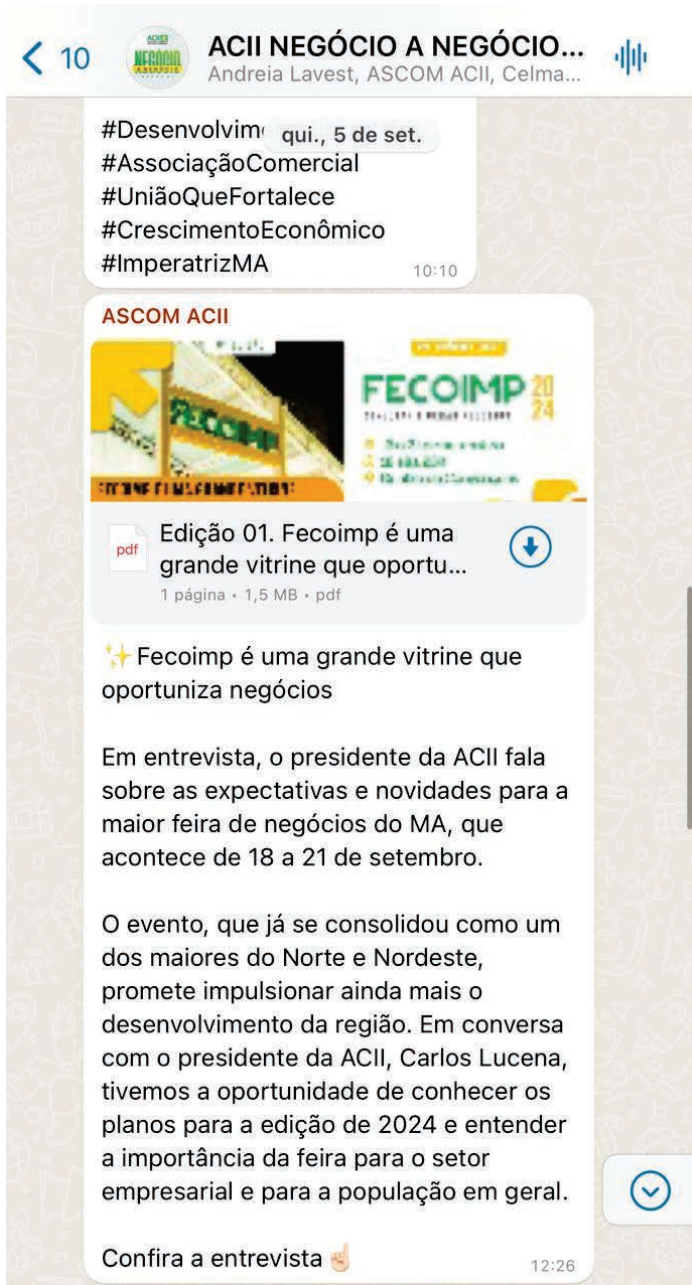 10
ACII NEGÓCIO A NEGÓCIO...
Andreia Lavest, ASCOM ACII, Celma...
qui., 5 de set.
#AssociaçãoComercial
#UniãoQueFortalece
#CrescimentoEconômico
#ImperatrizMA
10:10
ASCOM ACII
FECOIMP
FECOIMP 2024
pdf
Edição 01. Fecoimp é uma
grande vitrine que oportu...
1 página • 1,5 MB • pdf
✨ Fecoimp é uma grande vitrine que
oportuniza negócios
Em entrevista, o presidente da ACII fala
sobre as expectativas e novidades para a
maior feira de negócios do MA, que
acontece de 18 a 21 de setembro.
O evento, que já se consolidou como um
dos maiores do Norte e Nordeste,
promete impulsionar ainda mais o
desenvolvimento da região. Em conversa
com o presidente da ACII, Carlos Lucena,
tivemos a oportunidade de conhecer os
planos para a edição de 2024 e entender
a importância da feira para o setor
empresarial e para a população em geral.
Confira a entrevista ☝🏻
12:26